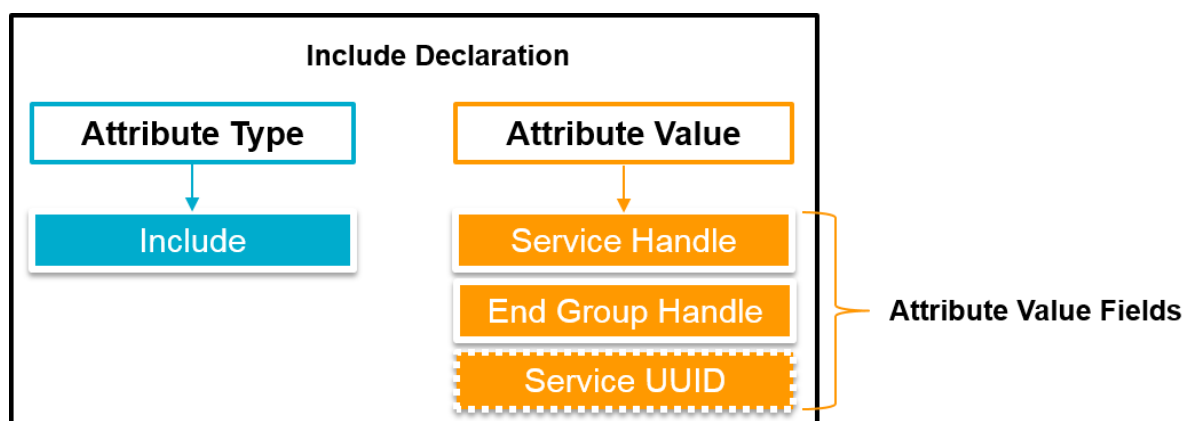 Include Declaration
Attribute Type
Attribute Value
Include
Service Handle
End Group Handle
Service UUID
Attribute Value Fields